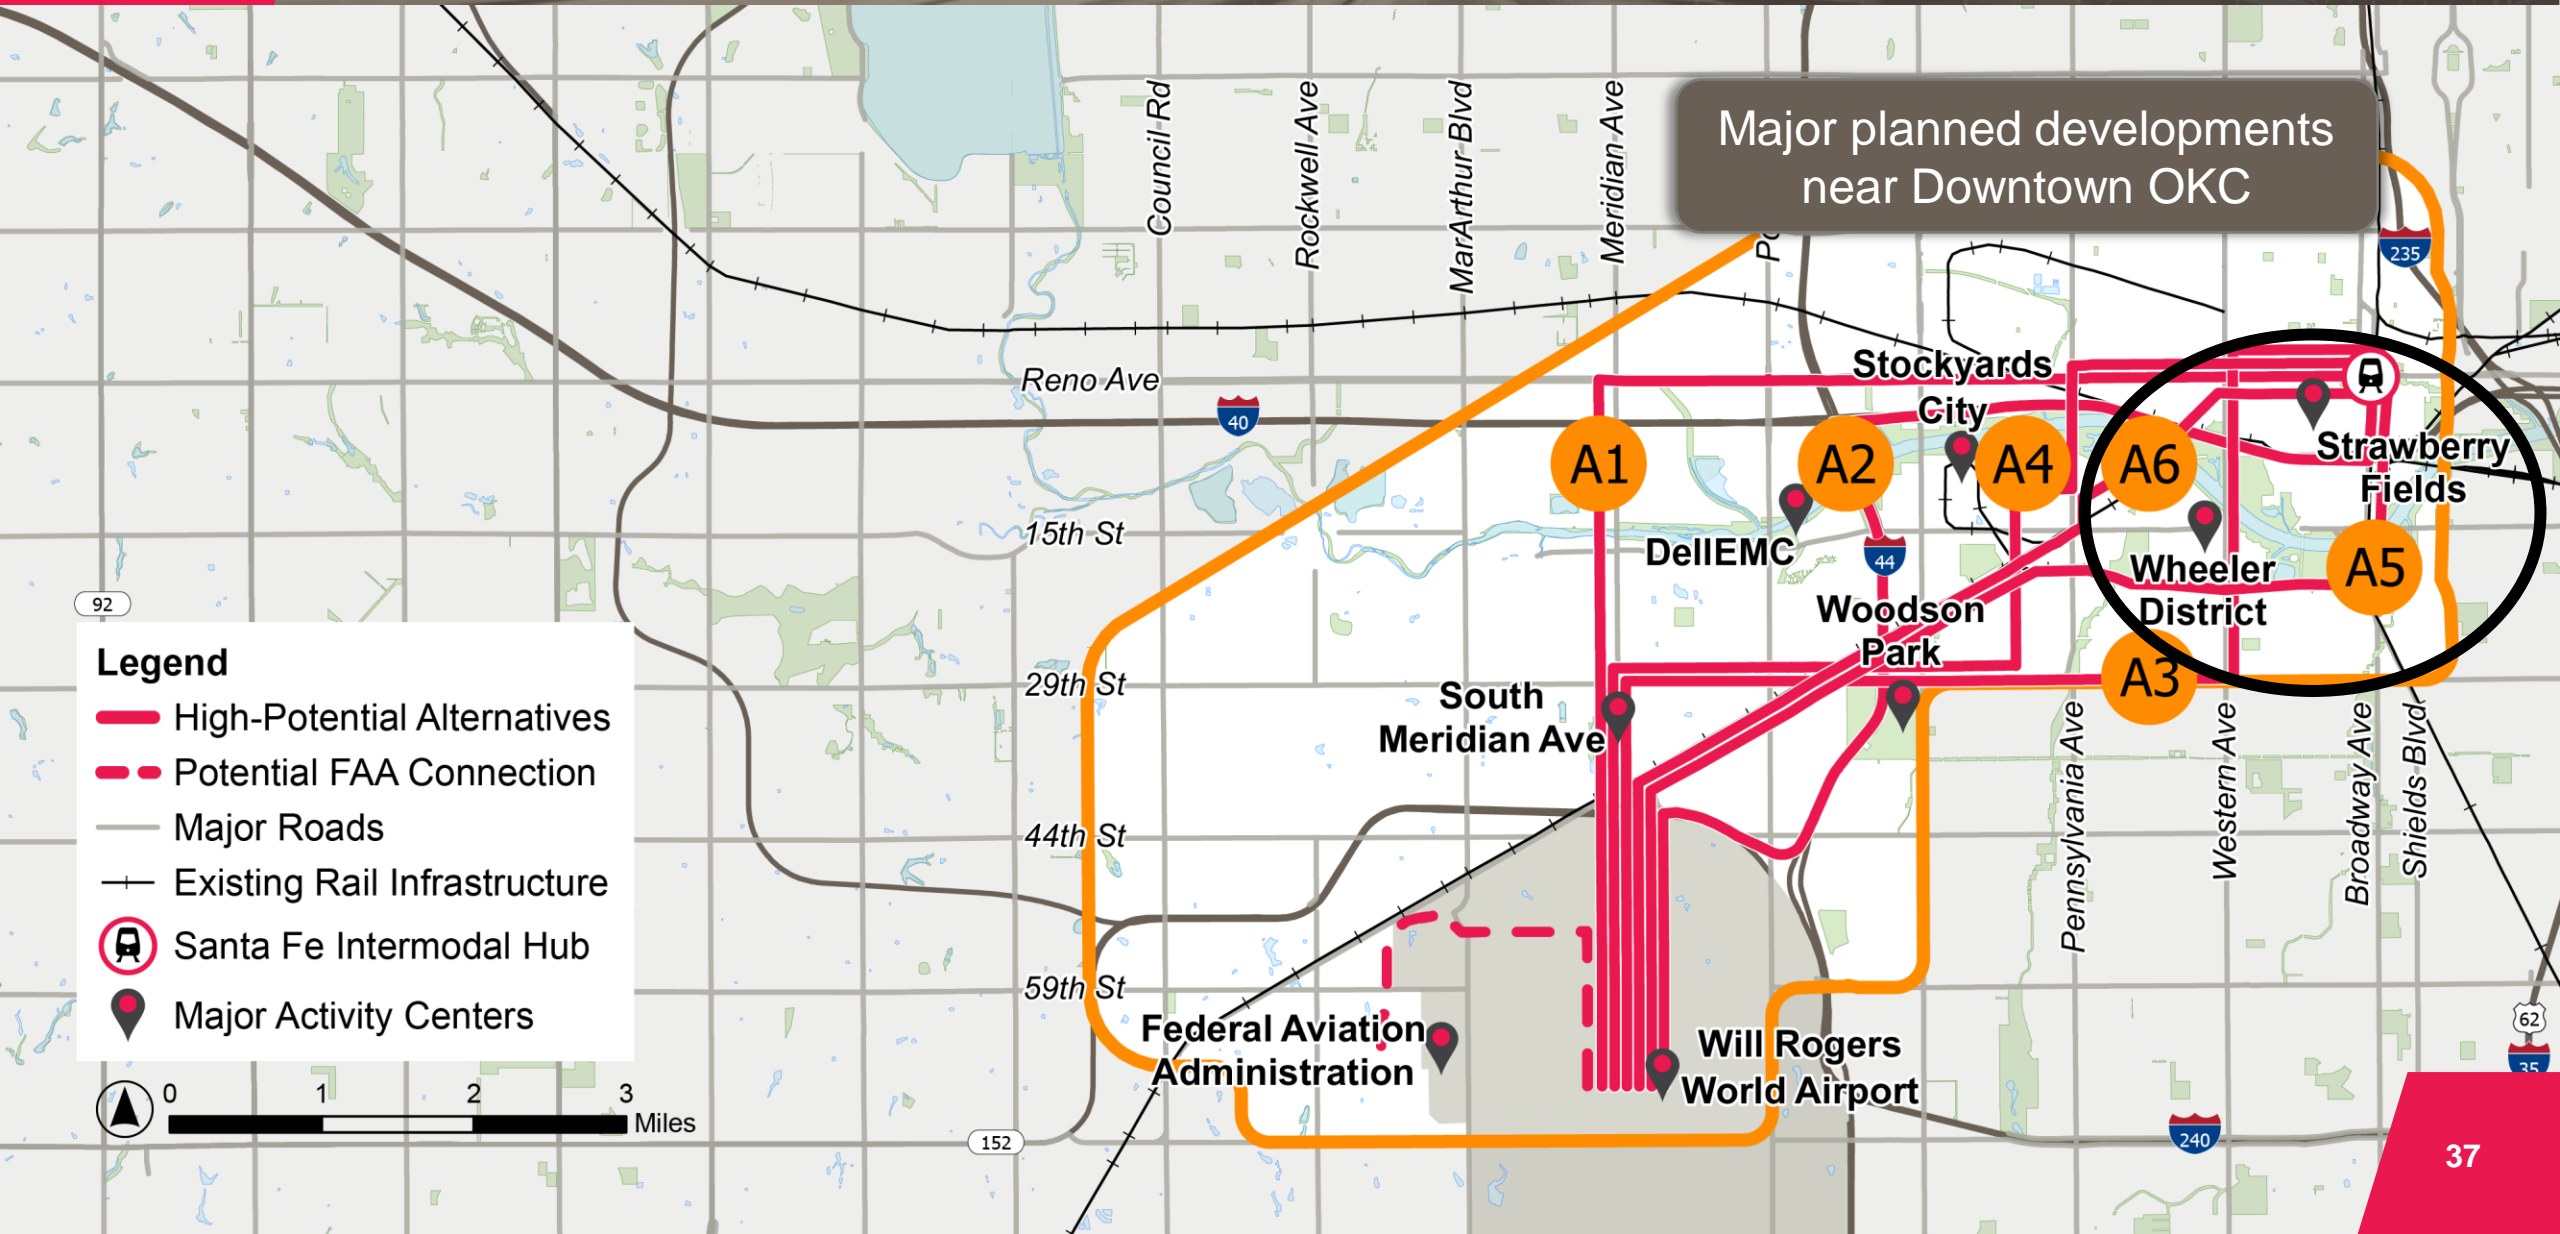 Major planned developments
near Downtown OKC
Council Rd
Rockwell Ave
MarArthur Blvd
Meridian Ave
235
Reno Ave
40
Stockyards
City
A1
A2
A4
A6
Strawberry
Fields
15th St
DellEMC
44
Wheeler
District
A5
92
Woodson
Park
29th St
A3
South
Meridian Ave
Pennsylvania Ave
Western Ave
Broadway Ave
Shields Blvd
44th St
59th St
Federal Aviation
Administration
Will Rogers
World Airport
62
35
152
240
Legend
High-Potential Alternatives
Potential FAA Connection
Major Roads
Existing Rail Infrastructure
Santa Fe Intermodal Hub
Major Activity Centers
0 1 2 3
Miles
37